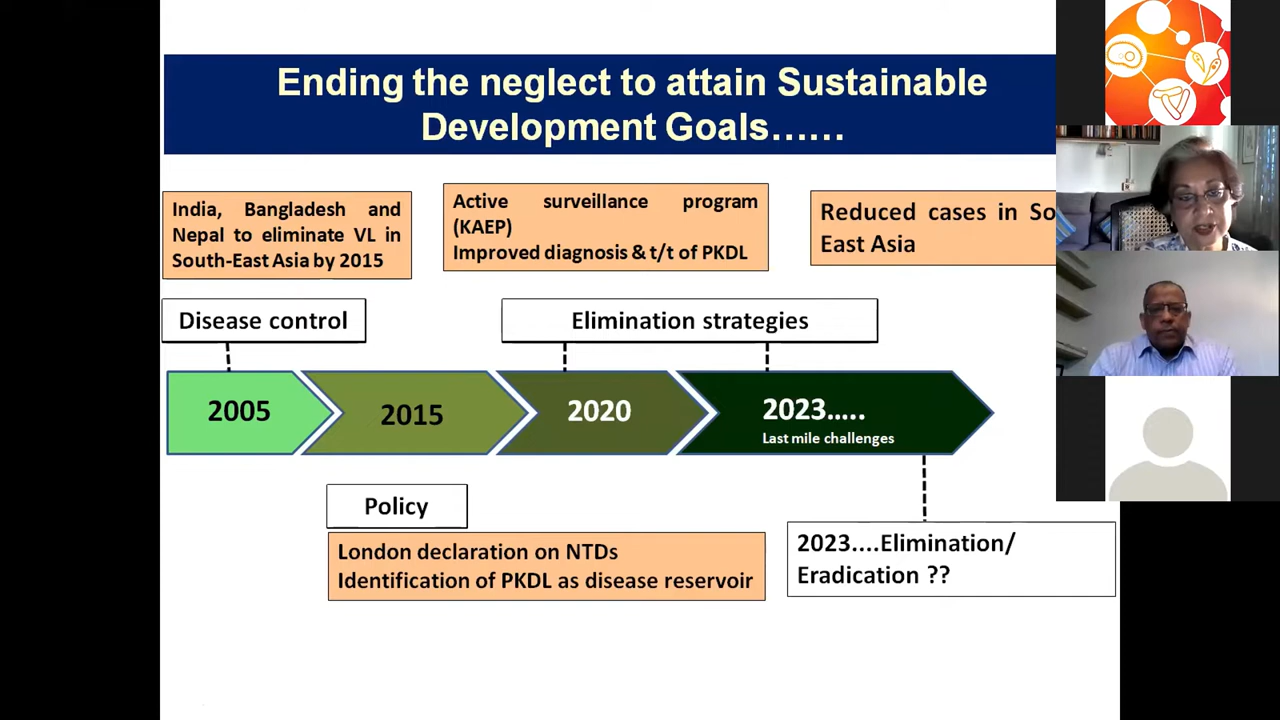 Ending the neglect to attain Sustainable
Development Goals……
India, Bangladesh and
Nepal to eliminate VL in
South-East Asia by 2015
Active surveillance program
(KAEP)
Improved diagnosis & t/t of PKDL
Reduced cases in So
East Asia
Disease control
Elimination strategies
2005
2015
2020
2023…..
Last mile challenges
Policy
London declaration on NTDs
Identification of PKDL as disease reservoir
2023....Elimination/
Eradication ??